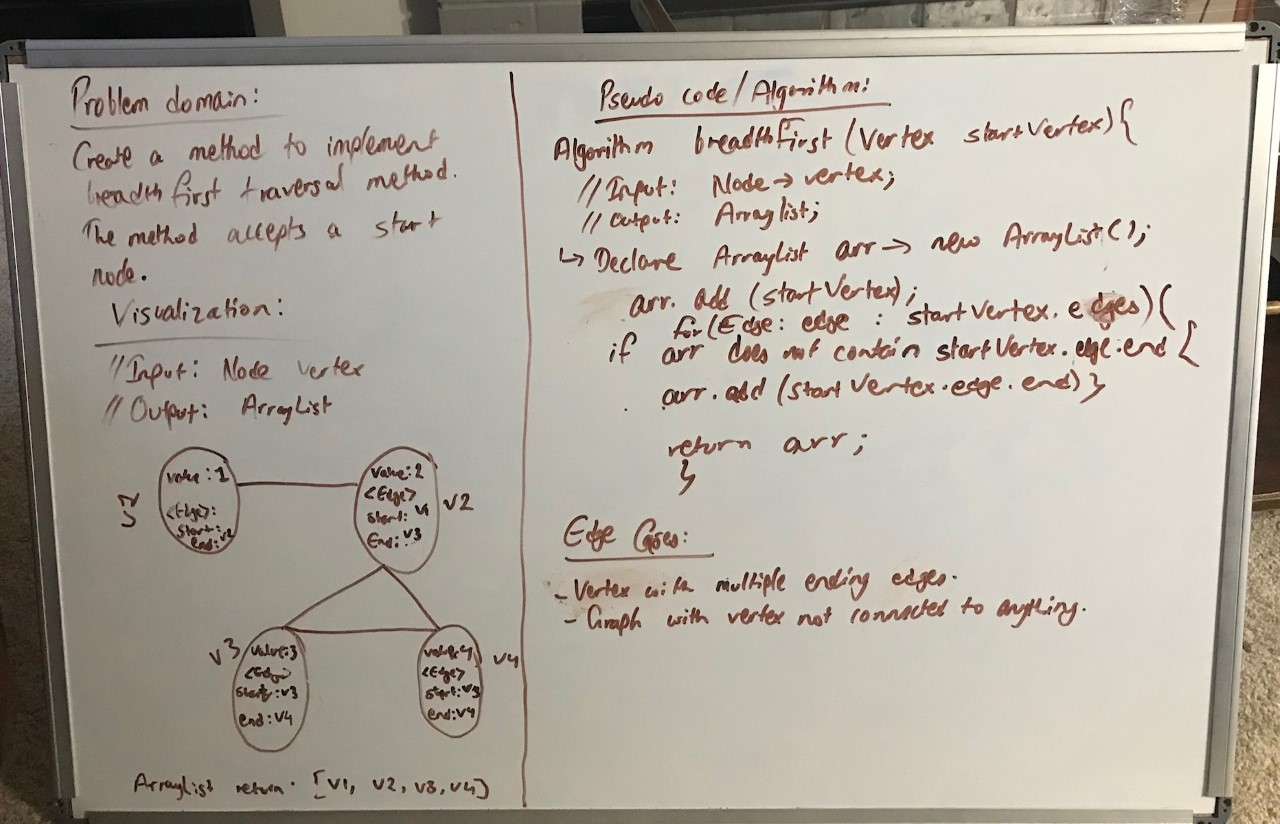 Problem domain:
Create a method to implement
breadth first traversal method.
The method accepts a start
node.
Visualization:
// Input: Node vertex
// Output: ArrayList
value: 1
<Edge>:
Start:
End: v2
Value: 2
<Edge>
Start: v1
End: v3
v2
v3
value: 3
<Edge>
Start: v3
end: v4
value: 4
<Edge>
Start: v3
end: v4
v4
ArrayList return: [v1, v2, v3, v4]
Pseudo code / Algorithm:
Algorithm breadthfirst (Vertex startVertex) {
// Input: Node → vertex;
// Output: Arraylist;
↳ Declare Arraylist arr → new ArrayList();
arr. add (startVertex);
for (Edge: edge : startVertex. edges) {
if arr does not contain startVertex. edge. end {
arr. add (startVertex. edge. end) }
return arr;
}
Edge Cases:
- Vertex with multiple ending edges.
- Graph with vertex not connected to anything.